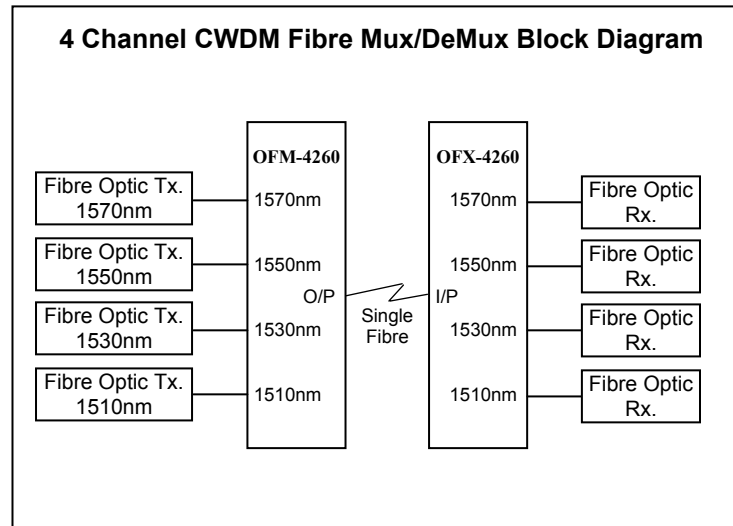 4 Channel CWDM Fibre Mux/DeMux Block Diagram
OFM-4260
OFX-4260
Fibre Optic Tx.
1570nm
1570nm
1570nm
Fibre Optic
Rx.
Fibre Optic Tx.
1550nm
1550nm
1550nm
Fibre Optic
Rx.
O/P
Single
Fibre
I/P
Fibre Optic Tx.
1530nm
1530nm
1530nm
Fibre Optic
Rx.
Fibre Optic Tx.
1510nm
1510nm
1510nm
Fibre Optic
Rx.